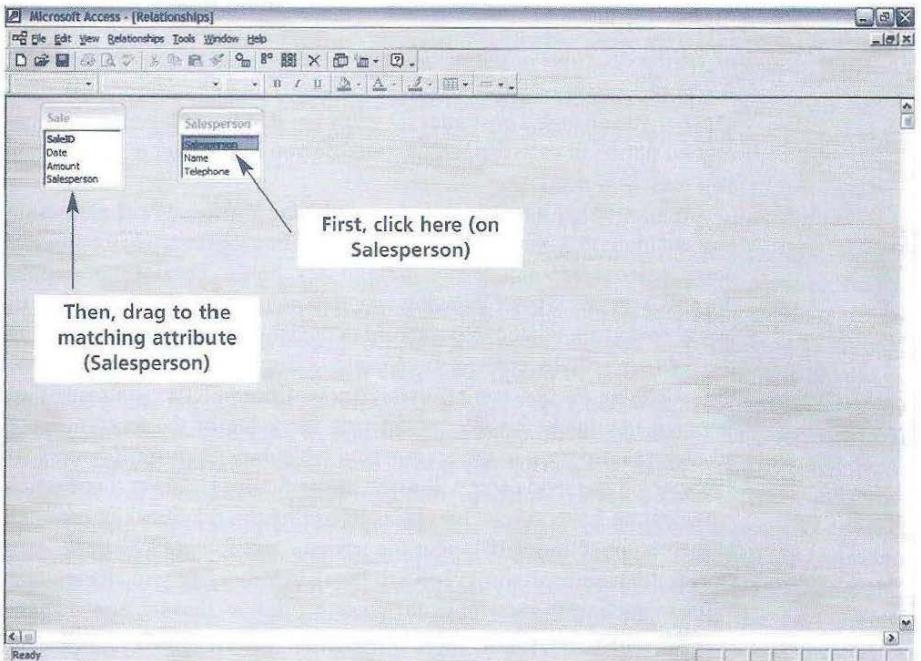 Microsoft Access - [Relationships]
File Edit View Relationships Tools Window Help
B I U
Sale
SaleID
Date
Amount
Salesperson
Salesperson
Salesperson
Name
Telephone
First, click here (on
Salesperson)
Then, drag to the
matching attribute
(Salesperson)
Ready